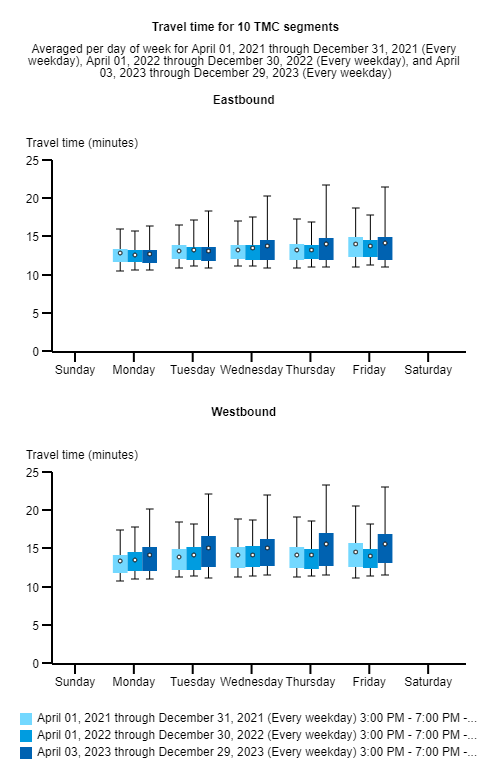 Travel time for 10 TMC segments
Averaged per day of week for April 01, 2021 through December 31, 2021 (Every
weekday), April 01, 2022 through December 30, 2022 (Every weekday), and April
03, 2023 through December 29, 2023 (Every weekday)
Eastbound
Travel time (minutes)
25
20
15
10
5
0
Sunday Monday Tuesday Wednesday Thursday Friday Saturday
Westbound
Travel time (minutes)
25
20
15
10
5
0
Sunday Monday Tuesday Wednesday Thursday Friday Saturday
April 01, 2021 through December 31, 2021 (Every weekday) 3:00 PM - 7:00 PM -...
April 01, 2022 through December 30, 2022 (Every weekday) 3:00 PM - 7:00 PM -...
April 03, 2023 through December 29, 2023 (Every weekday) 3:00 PM - 7:00 PM -...